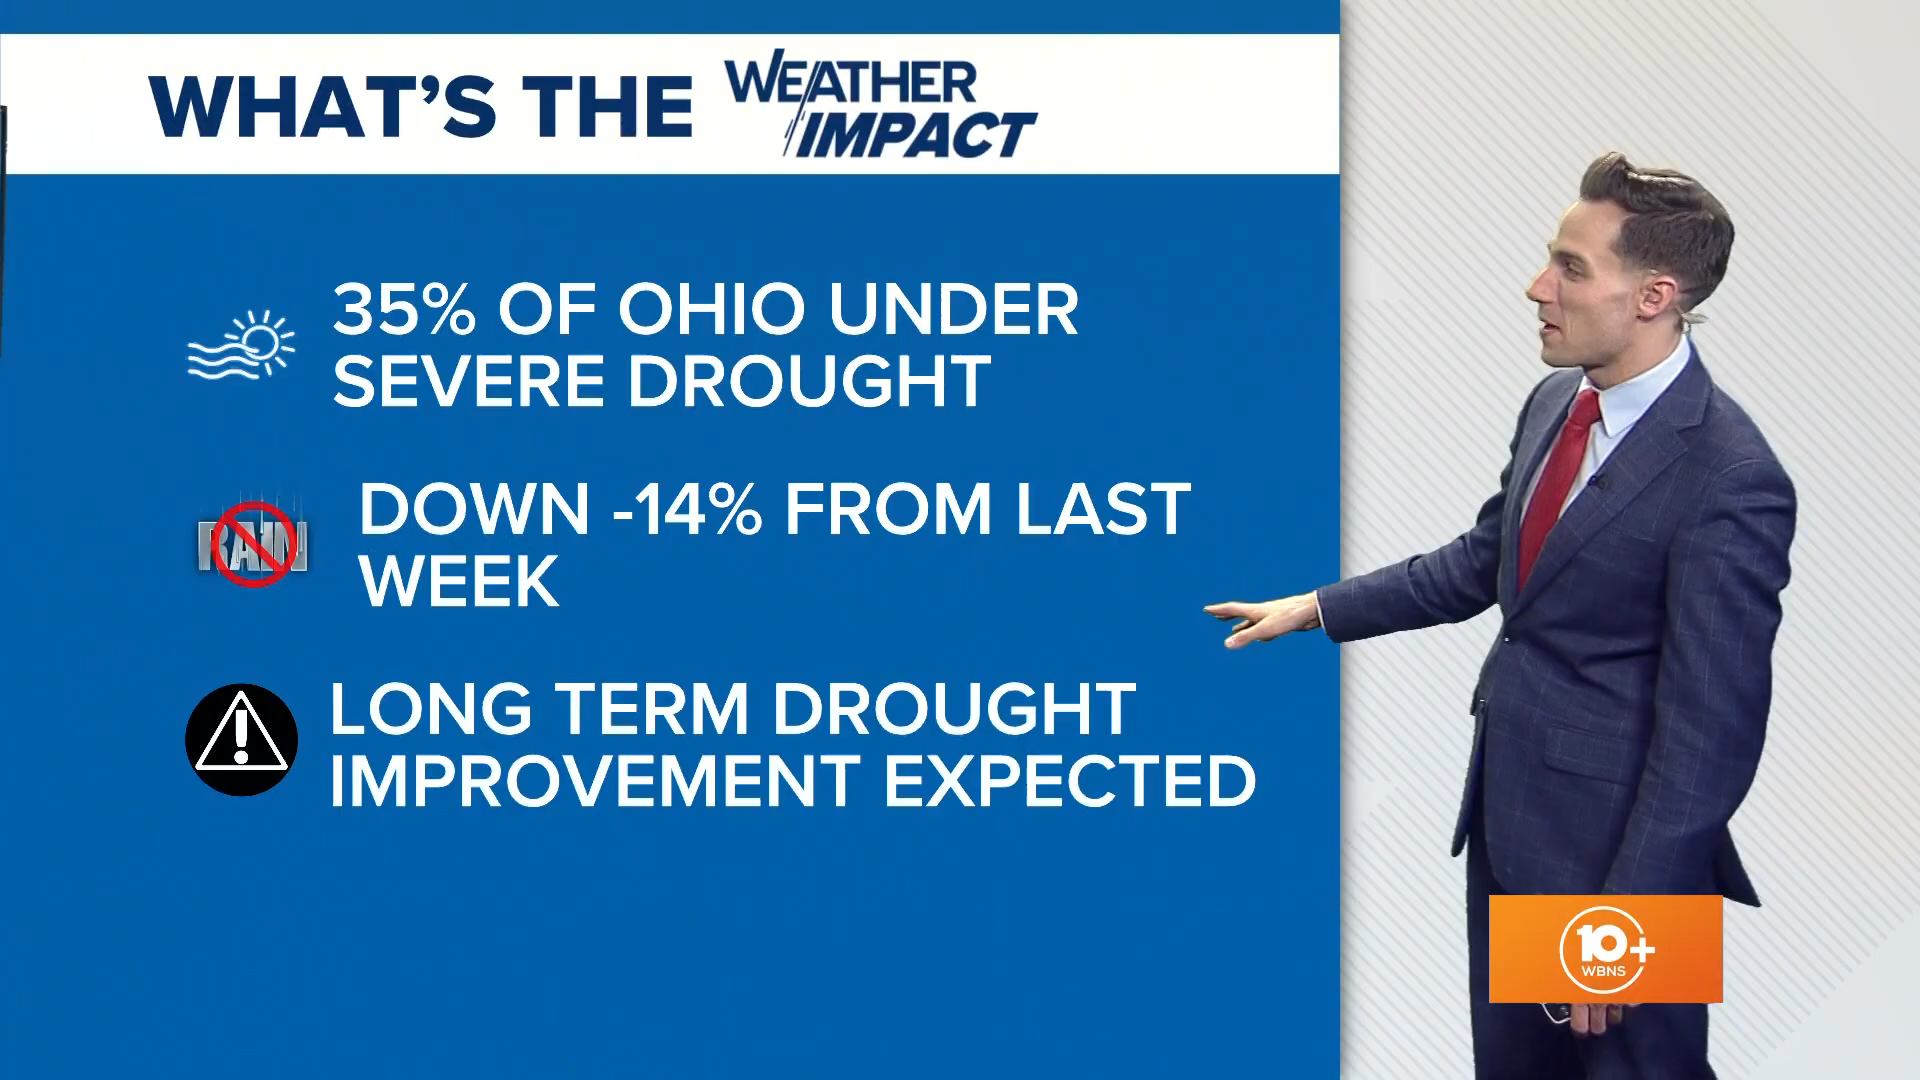 WHAT'S THE WEATHER IMPACT
35% OF OHIO UNDER
SEVERE DROUGHT
RAIN
DOWN -14% FROM LAST
WEEK
LONG TERM DROUGHT
IMPROVEMENT EXPECTED
10+
WBNS